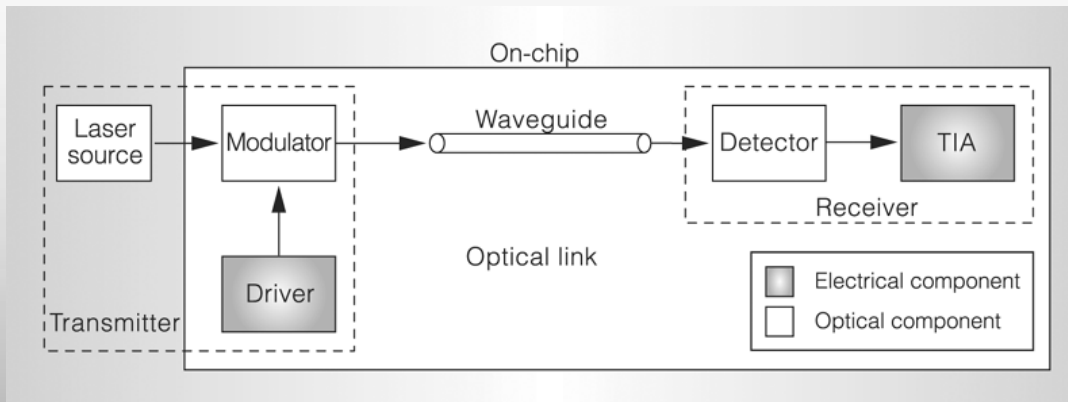 On-chip
Laser
source
Modulator
Waveguide
Detector
TIA
Receiver
Driver
Optical link
Transmitter
Electrical component
Optical component